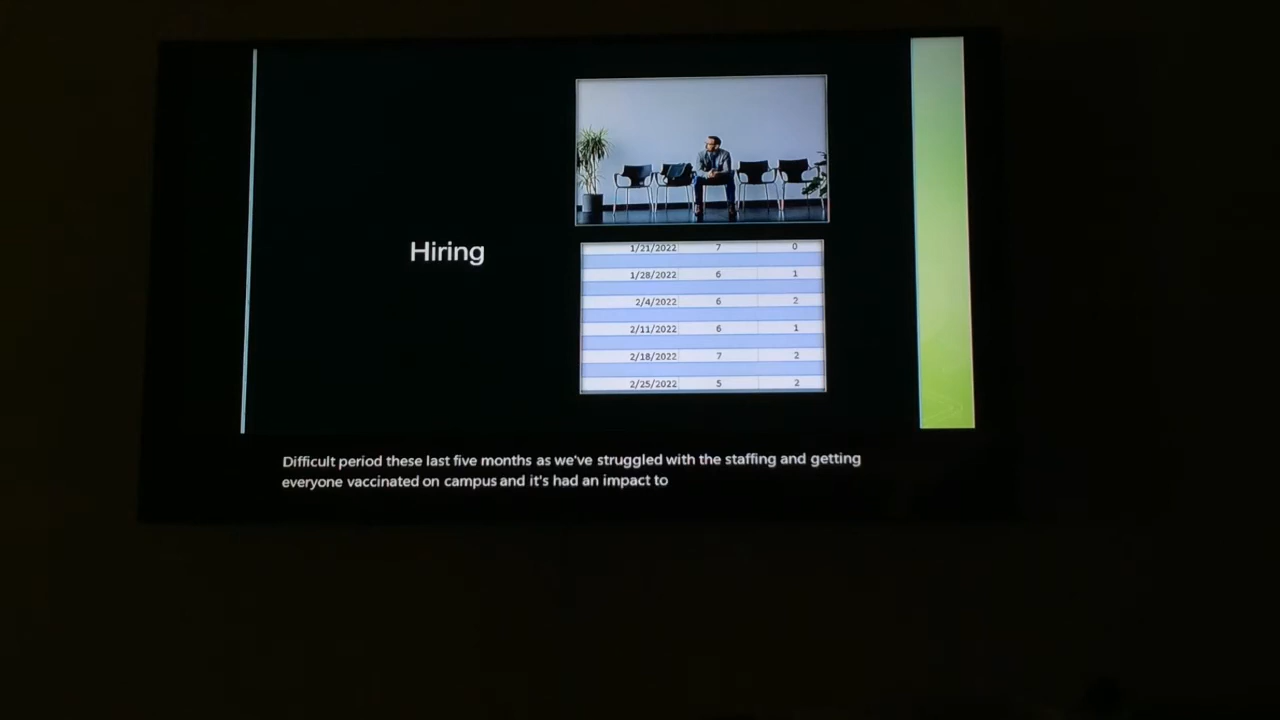 Hiring
1/21/2022 7 0
1/28/2022 6 1
2/4/2022 6 2
2/11/2022 6 1
2/18/2022 7 2
2/25/2022 5 2
Difficult period these last five months as we've struggled with the staffing and getting
everyone vaccinated on campus and it's had an impact to